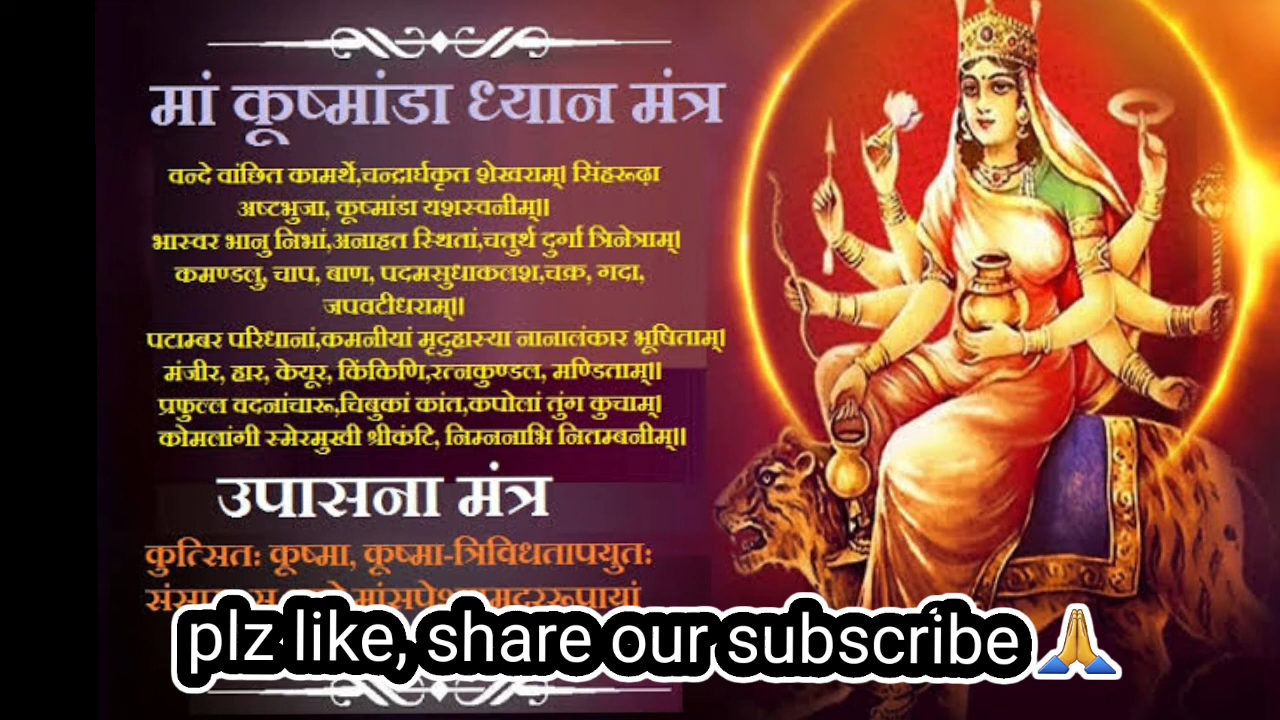 मां कूष्मांडा ध्यान मंत्र
वन्दे वांछित कामर्थे,चन्द्रार्घकृत शेखराम्। सिंहरूढ़ा
अष्टभुजा, कूष्मांडा यशस्वनीम्॥
भास्वर भानु निभां,अनाहत स्थितां,चतुर्थ दुर्गा त्रिनेत्राम्।
कमण्डलु, चाप, बाण, पदमसुधाकलश,चक्र, गदा,
जपवटीधराम्॥
पटाम्बर परिधानां,कमनीयां मृदुहास्या नानालंकार भूषिताम्।
मंजीर, हार, केयूर, किंकिणि,रत्नकुण्डल, मण्डिताम्॥
प्रफुल्ल वदनांचारू,चिबुकां कांत,कपोलां तुंग कुचाम्।
कोमलांगी स्मेरमुखी श्रीकंटि, निम्ननाभि नितम्बनीम्॥
उपासना मंत्र
कुत्सित: कूष्मा, कूष्मा-त्रिविधतापयुत:
plz like, share our subscribe 🙏